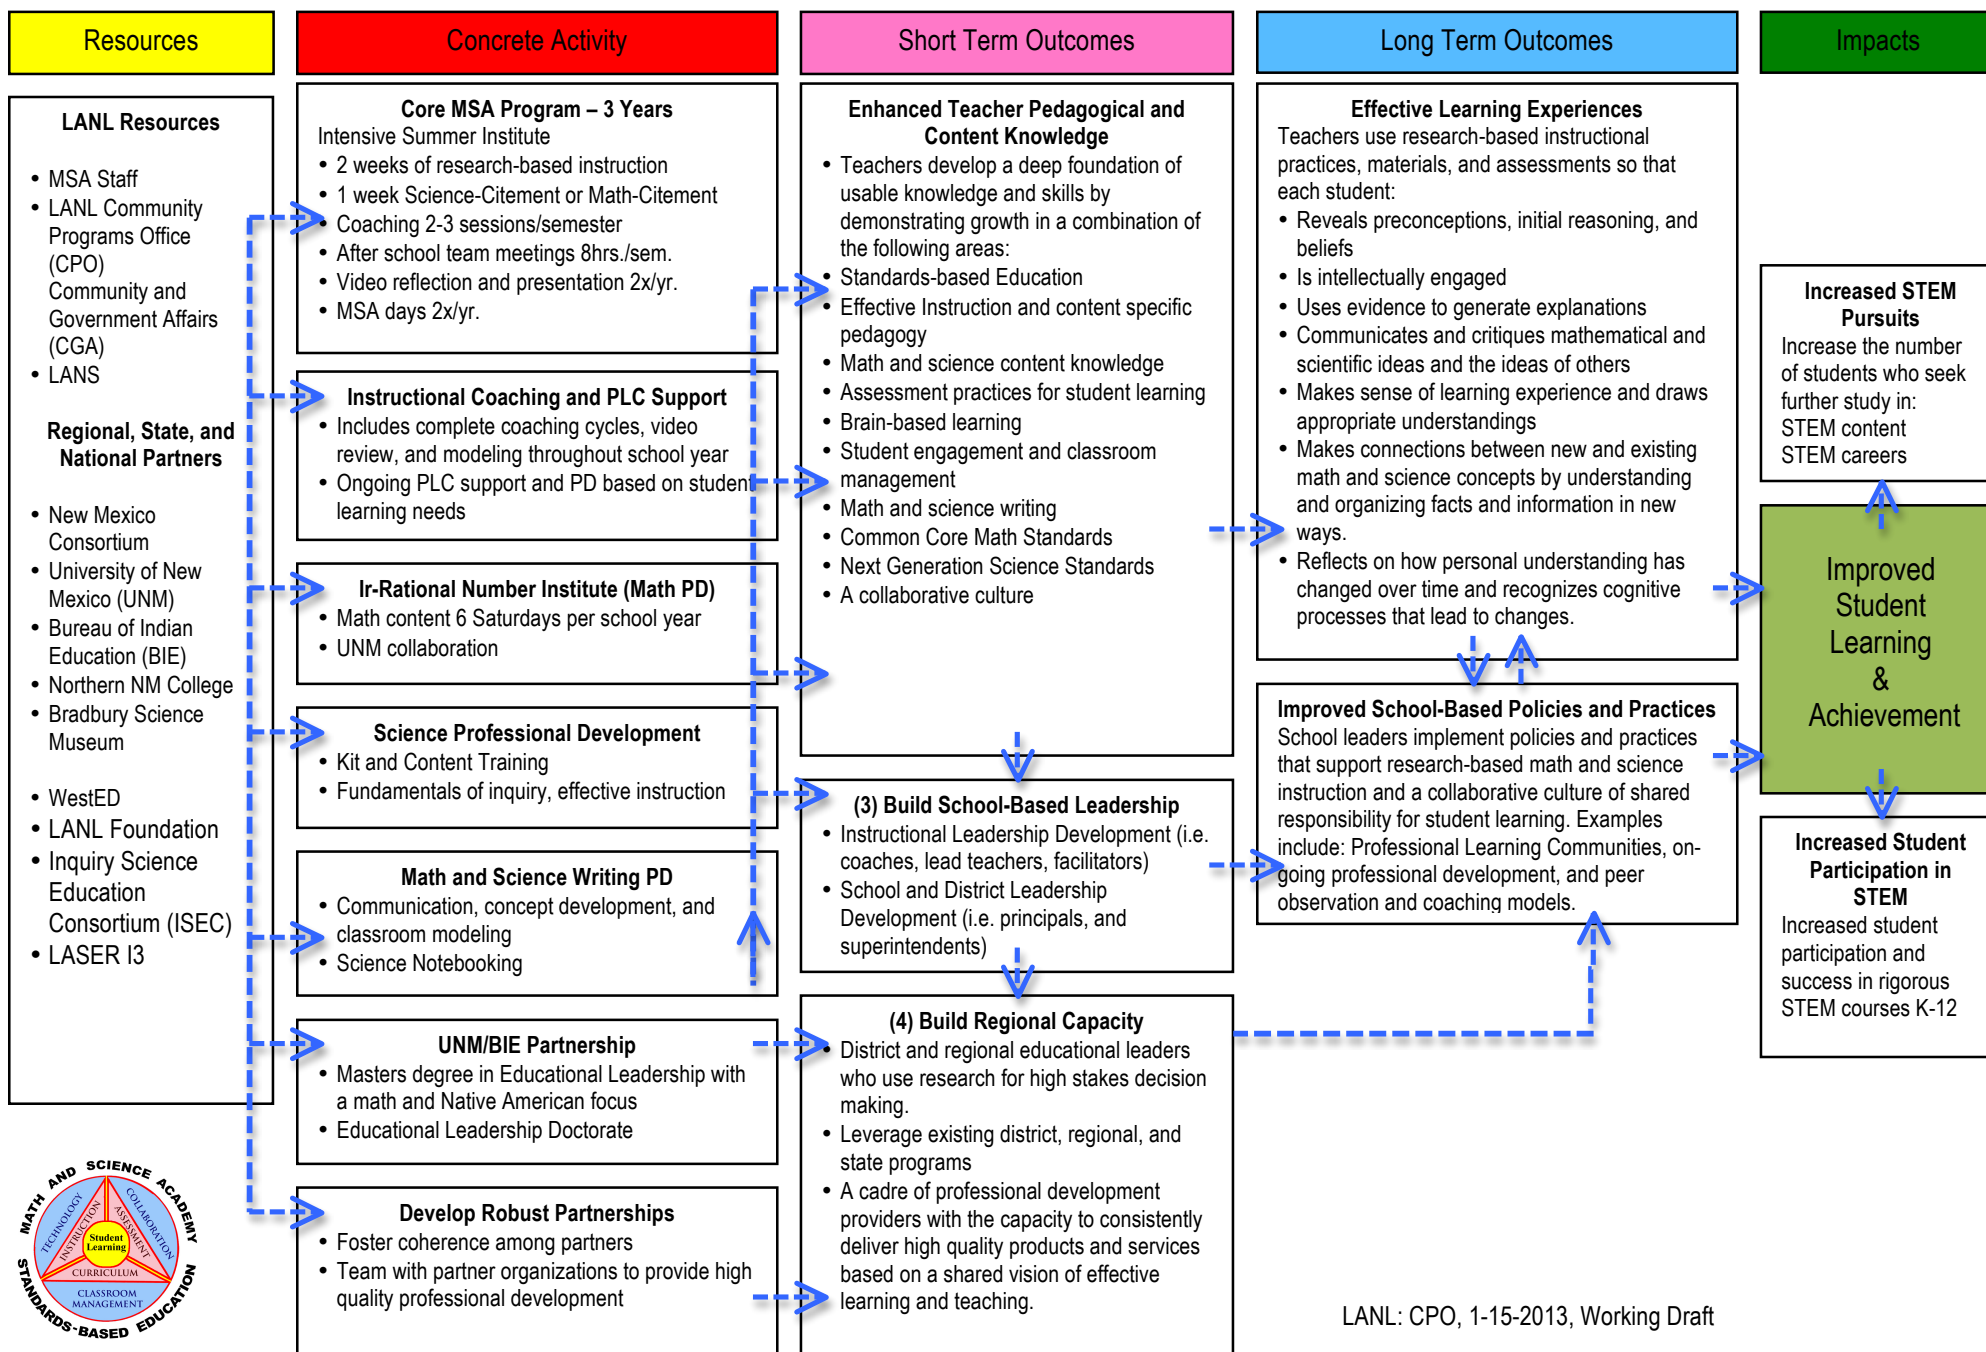 Resources
Concrete Activity
Short Term Outcomes
Long Term Outcomes
Impacts
LANL Resources
• MSA Staff
• LANL Community
Programs Office
(CPO)
Community and
Government Affairs
(CGA)
• LANS
Regional, State, and
National Partners
• New Mexico
Consortium
• University of New
Mexico (UNM)
• Bureau of Indian
Education (BIE)
• Northern NM College
• Bradbury Science
Museum
• WestED
• LANL Foundation
• Inquiry Science
Education
Consortium (ISEC)
• LASER I3
Core MSA Program – 3 Years
Intensive Summer Institute
• 2 weeks of research-based instruction
• 1 week Science-Citement or Math-Citement
• Coaching 2-3 sessions/semester
• After school team meetings 8hrs./sem.
• Video reflection and presentation 2x/yr.
• MSA days 2x/yr.
Instructional Coaching and PLC Support
• Includes complete coaching cycles, video
review, and modeling throughout school year
• Ongoing PLC support and PD based on student
learning needs
Ir-Rational Number Institute (Math PD)
• Math content 6 Saturdays per school year
• UNM collaboration
Science Professional Development
• Kit and Content Training
• Fundamentals of inquiry, effective instruction
Math and Science Writing PD
• Communication, concept development, and
classroom modeling
• Science Notebooking
UNM/BIE Partnership
• Masters degree in Educational Leadership with
a math and Native American focus
• Educational Leadership Doctorate
Develop Robust Partnerships
• Foster coherence among partners
• Team with partner organizations to provide high
quality professional development
Enhanced Teacher Pedagogical and
Content Knowledge
• Teachers develop a deep foundation of
usable knowledge and skills by
demonstrating growth in a combination of
the following areas:
• Standards-based Education
• Effective Instruction and content specific
pedagogy
• Math and science content knowledge
• Assessment practices for student learning
• Brain-based learning
• Student engagement and classroom
management
• Math and science writing
• Common Core Math Standards
• Next Generation Science Standards
• A collaborative culture
(3) Build School-Based Leadership
• Instructional Leadership Development (i.e.
coaches, lead teachers, facilitators)
• School and District Leadership
Development (i.e. principals, and
superintendents)
(4) Build Regional Capacity
• District and regional educational leaders
who use research for high stakes decision
making.
• Leverage existing district, regional, and
state programs
• A cadre of professional development
providers with the capacity to consistently
deliver high quality products and services
based on a shared vision of effective
learning and teaching.
Effective Learning Experiences
Teachers use research-based instructional
practices, materials, and assessments so that
each student:
• Reveals preconceptions, initial reasoning, and
beliefs
• Is intellectually engaged
• Uses evidence to generate explanations
• Communicates and critiques mathematical and
scientific ideas and the ideas of others
• Makes sense of learning experience and draws
appropriate understandings
• Makes connections between new and existing
math and science concepts by understanding
and organizing facts and information in new
ways.
• Reflects on how personal understanding has
changed over time and recognizes cognitive
processes that lead to changes.
Improved School-Based Policies and Practices
School leaders implement policies and practices
that support research-based math and science
instruction and a collaborative culture of shared
responsibility for student learning. Examples
include: Professional Learning Communities, on-
going professional development, and peer
observation and coaching models.
Increased STEM
Pursuits
Increase the number
of students who seek
further study in:
STEM content
STEM careers
Improved
Student
Learning
&
Achievement
Increased Student
Participation in
STEM
Increased student
participation and
success in rigorous
STEM courses K-12
MATH AND SCIENCE ACADEMY
TECHNOLOGY
COLLABORATION
INSTRUCTION
ASSESSMENT
Student
Learning
CURRICULUM
CLASSROOM
MANAGEMENT
STANDARDS-BASED EDUCATION
LANL: CPO, 1-15-2013, Working Draft